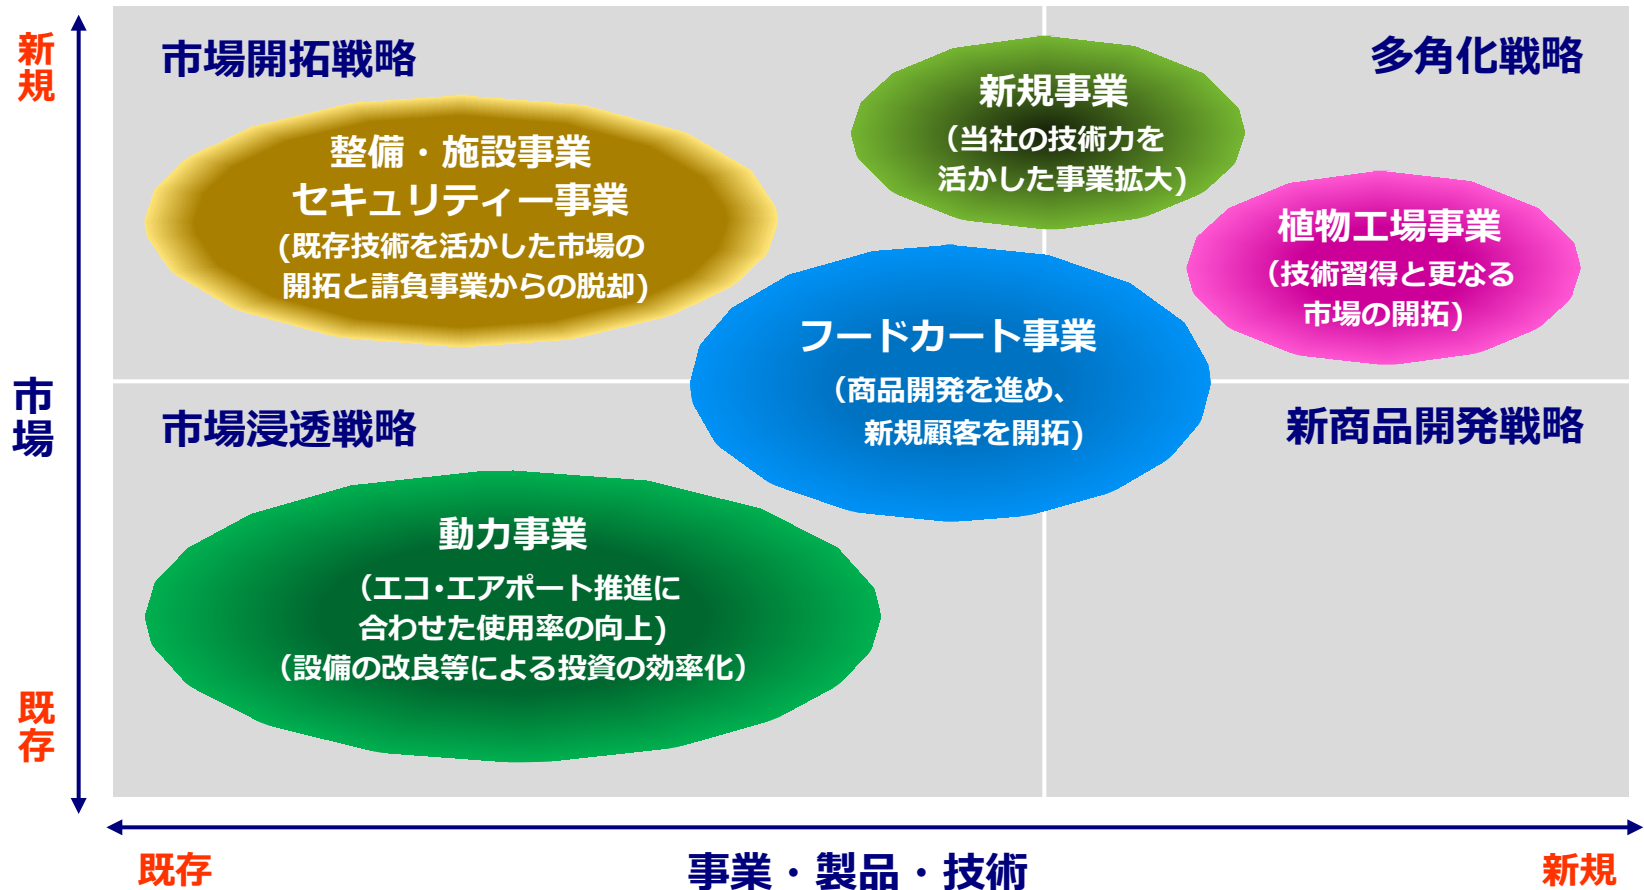 新規
市場開拓戦略
多角化戦略
新規事業
（当社の技術力を
活かした事業拡大)
整備・施設事業
セキュリティー事業
(既存技術を活かした市場の
開拓と請負事業からの脱却)
植物工場事業
（技術習得と更なる
市場の開拓)
フードカート事業
（商品開発を進め、
新規顧客を開拓)
市場
市場浸透戦略
新商品開発戦略
動力事業
（エコ・エアポート推進に
合わせた使用率の向上)
（設備の改良等による投資の効率化）
既存
既存
事業・製品・技術
新規